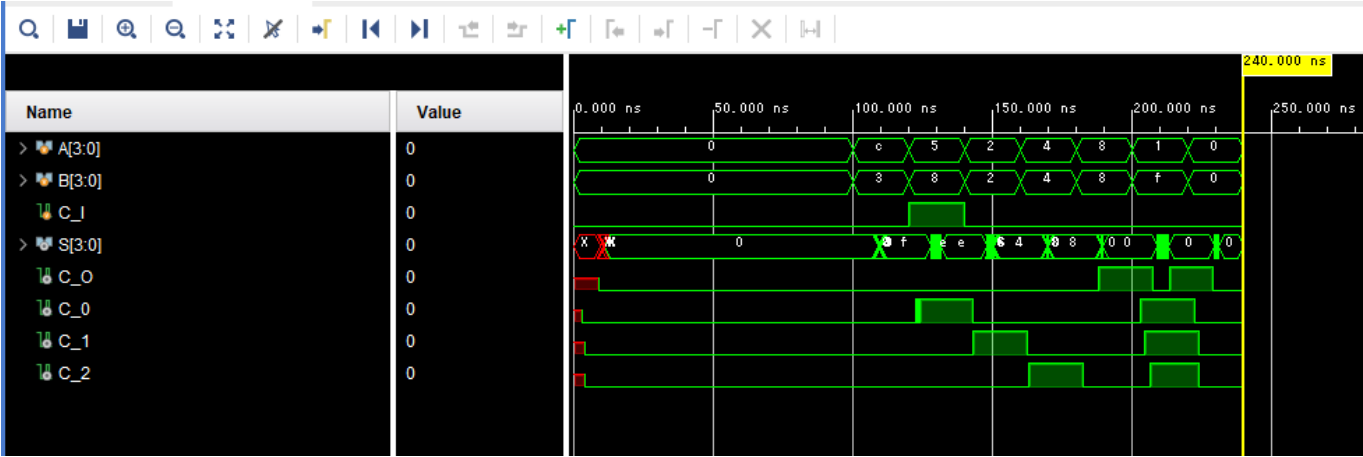 240.000 ns
Name Value 0.000 ns 50.000 ns 100.000 ns 150.000 ns 200.000 ns 250.000 ns
A[3:0] 0 0 c 5 2 4 8 1 0
B[3:0] 0 0 3 8 2 4 8 f 0
C_I 0
S[3:0] 0 X 0 f e e 4 8 0 0 0 0
C_O 0
C_0 0
C_1 0
C_2 0